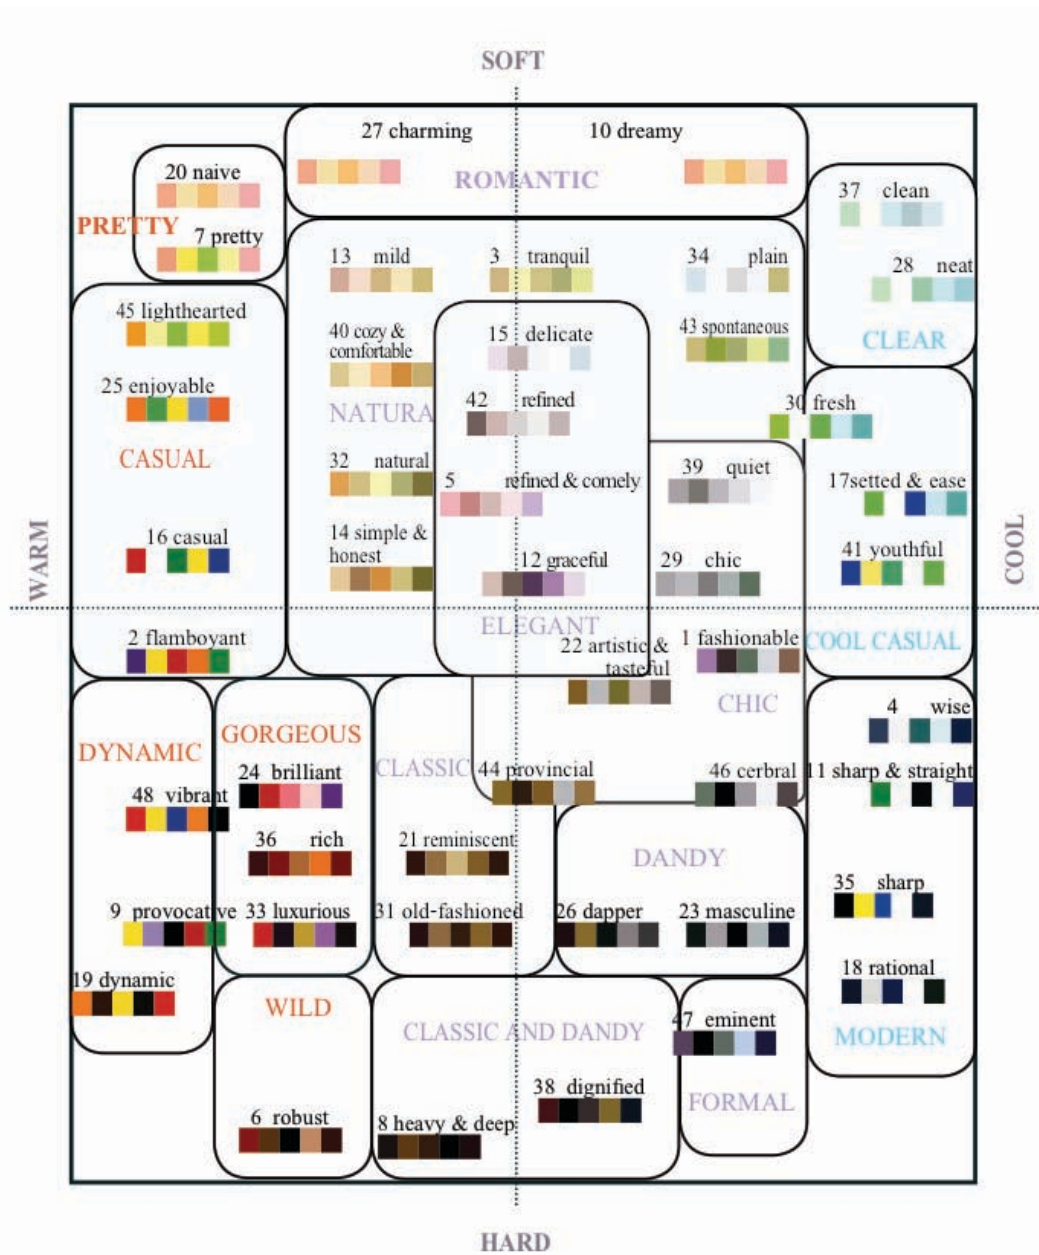 SOFT
27 charming
10 dreamy
ROMANTIC
20 naive
PRETTY
7 pretty
37 clean
28 neat
CLEAR
13 mild
3 tranquil
34 plain
45 lighthearted
40 cozy &
comfortable
15 delicate
43 spontaneous
25 enjoyable
NATURA
42 refined
30 fresh
CASUAL
32 natural
5 refined & comely
39 quiet
17setted & ease
16 casual
14 simple &
honest
12 graceful
29 chic
41 youthful
WARM
COOL
ELEGANT
2 flamboyant
22 artistic &
tasteful
1 fashionable
COOL CASUAL
CHIC
4 wise
DYNAMIC
GORGEOUS
CLASSIC
24 brilliant
44 provincial
46 cerbral
11 sharp & straight
48 vibrant
36 rich
21 reminiscent
DANDY
35 sharp
9 provocative
33 luxurious
31 old-fashioned
26 dapper
23 masculine
19 dynamic
18 rational
WILD
CLASSIC AND DANDY
47 eminent
MODERN
38 dignified
FORMAL
6 robust
8 heavy & deep
HARD